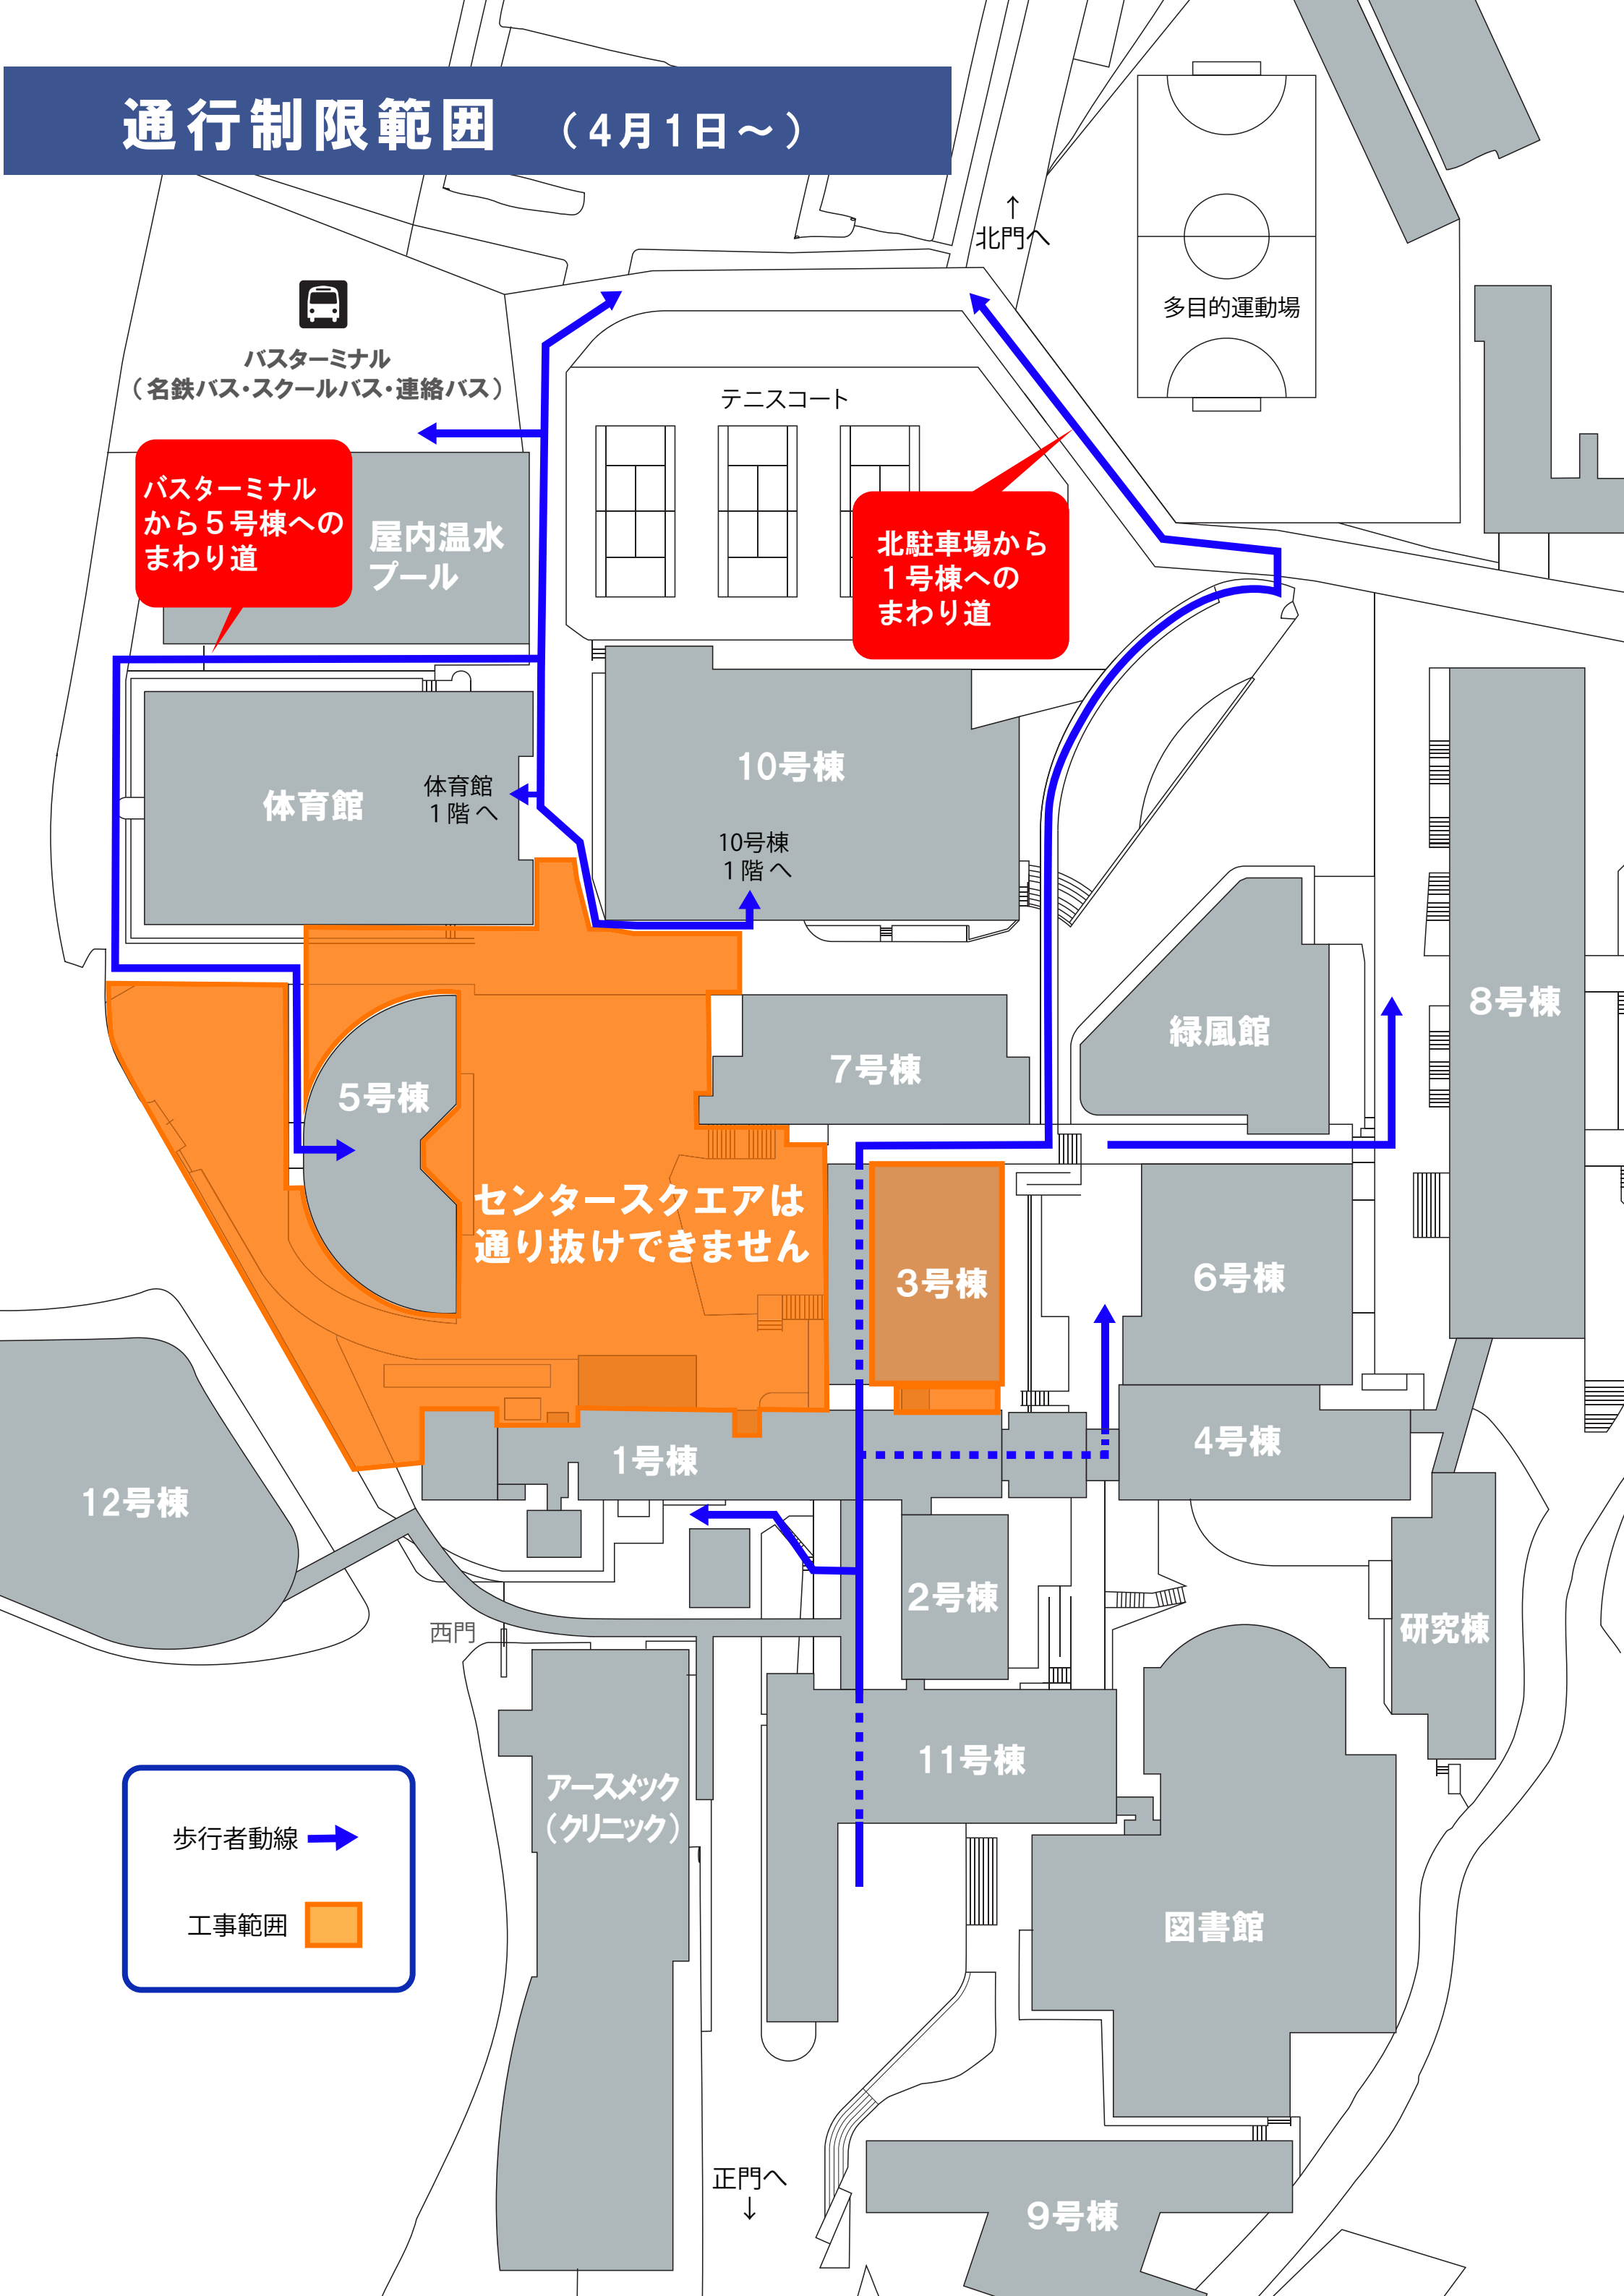 通行制限範囲 （４月１日～）
↑
北門へ
多目的運動場
バスターミナル
（名鉄バス・スクールバス・連絡バス）
テニスコート
バスターミナル
から５号棟への
まわり道
屋内温水
プール
北駐車場から
１号棟への
まわり道
体育館
体育館
１階へ
10号棟
10号棟
１階へ
8号棟
緑風館
7号棟
5号棟
センタースクエアは
通り抜けできません
3号棟
6号棟
4号棟
1号棟
12号棟
2号棟
西門
研究棟
11号棟
アースメック
（クリニック）
歩行者動線
工事範囲
図書館
正門へ
↓
9号棟